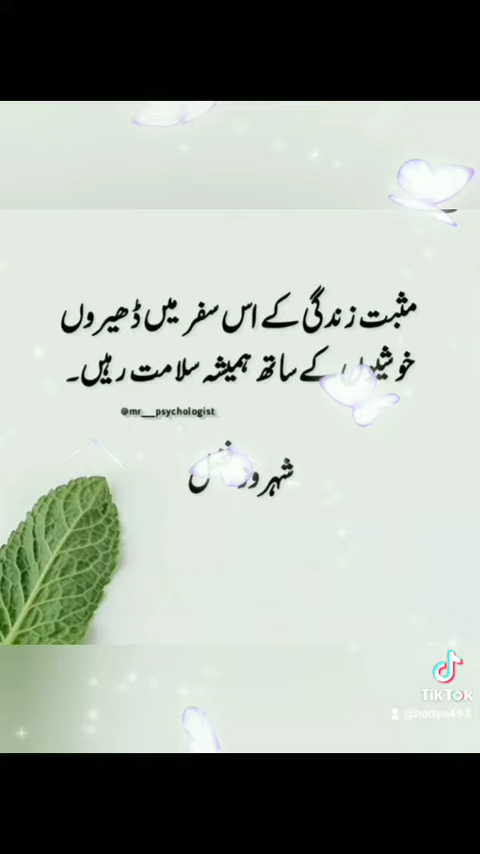 مثبت زندگی کے اس سفر میں ڈھیروں
خوشیوں کے ساتھ ہمیشہ سلامت رہیں۔
@mr__psychologist
TikTok